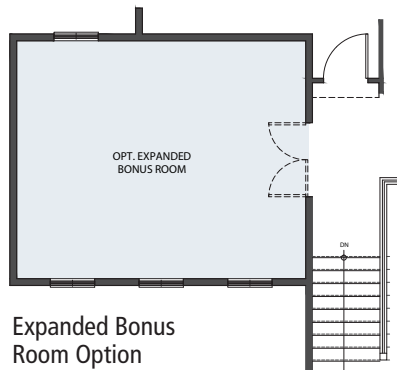 OPT. EXPANDED
BONUS ROOM
DN
Expanded Bonus
Room Option